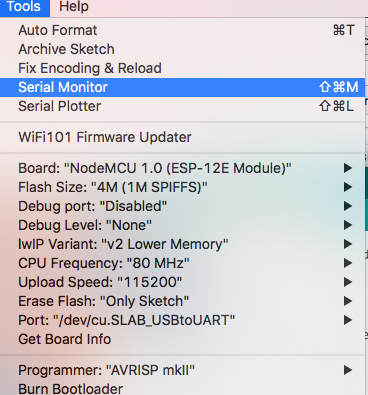 Tools Help
Auto Format ⌘T
Archive Sketch
Fix Encoding & Reload
Serial Monitor ⇧⌘M
Serial Plotter ⇧⌘L
WiFi101 Firmware Updater
Board: "NodeMCU 1.0 (ESP-12E Module)"
Flash Size: "4M (1M SPIFFS)"
Debug port: "Disabled"
Debug Level: "None"
lwIP Variant: "v2 Lower Memory"
CPU Frequency: "80 MHz"
Upload Speed: "115200"
Erase Flash: "Only Sketch"
Port: "/dev/cu.SLAB_USBtoUART"
Get Board Info
Programmer: "AVRISP mkII"
Burn Bootloader